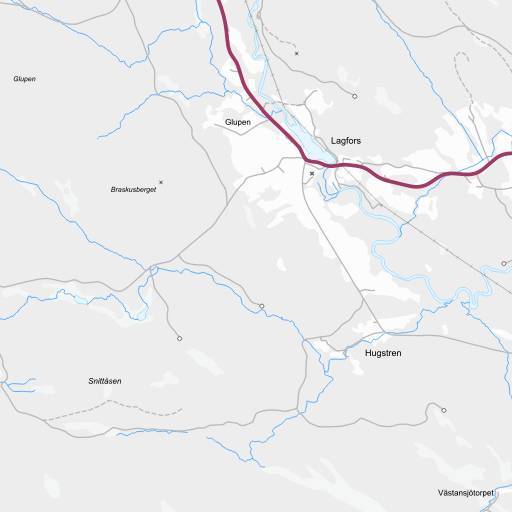 Glupen
Glupen
Lagfors
Braskusberget
Hugstren
Snittåsen
Västansjötorpet